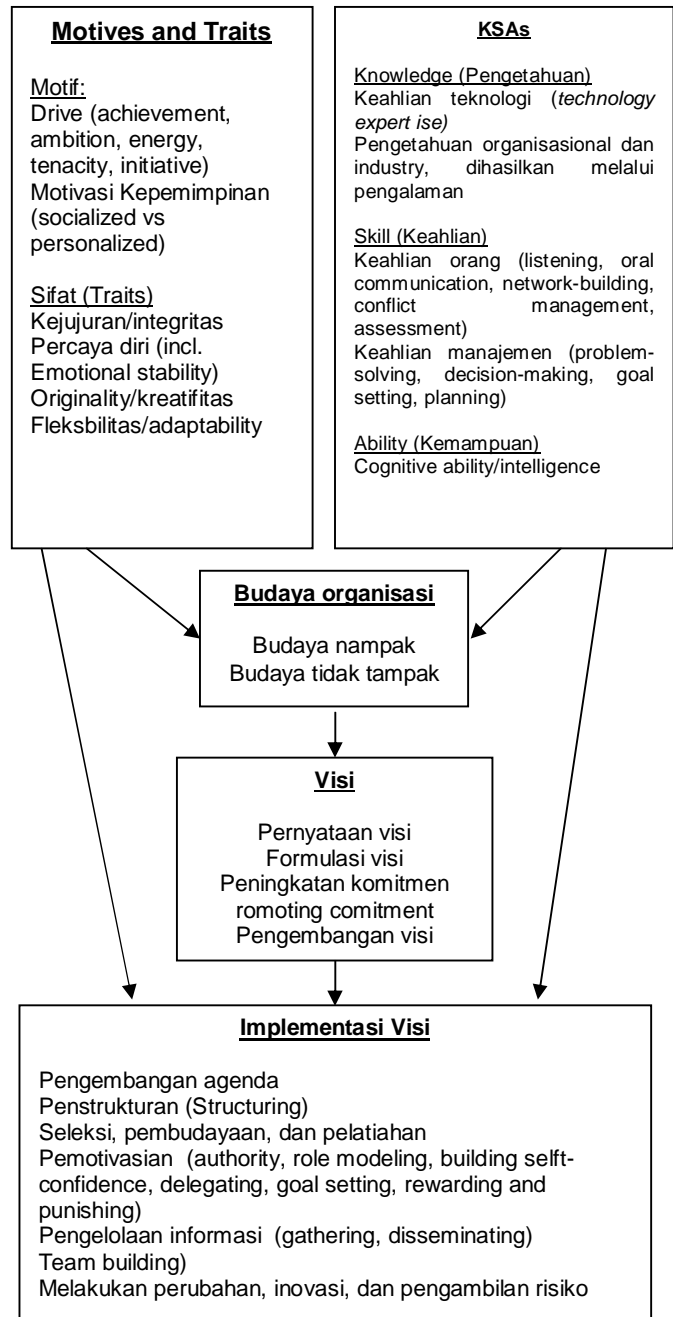 Motives and Traits
Motif:
Drive (achievement,
ambition, energy,
tenacity, initiative)
Motivasi Kepemimpinan
(socialized vs
personalized)
Sifat (Traits)
Kejujuran/integritas
Percaya diri (incl.
Emotional stability)
Originality/kreatifitas
Fleksbilitas/adaptability
KSAs
Knowledge (Pengetahuan)
Keahlian teknologi (technology
expert ise)
Pengetahuan organisasional dan
industry, dihasilkan melalui
pengalaman
Skill (Keahlian)
Keahlian orang (listening, oral
communication, network-building,
conflict management,
assessment)
Keahlian manajemen (problem-
solving, decision-making, goal
setting, planning)
Ability (Kemampuan)
Cognitive ability/intelligence
Budaya organisasi
Budaya nampak
Budaya tidak tampak
Visi
Pernyataan visi
Formulasi visi
Peningkatan komitmen
romoting comitment
Pengembangan visi
Implementasi Visi
Pengembangan agenda
Penstrukturan (Structuring)
Seleksi, pembudayaan, dan pelatiahan
Pemotivasian (authority, role modeling, building selft-
confidence, delegating, goal setting, rewarding and
punishing)
Pengelolaan informasi (gathering, disseminating)
Team building)
Melakukan perubahan, inovasi, dan pengambilan risiko